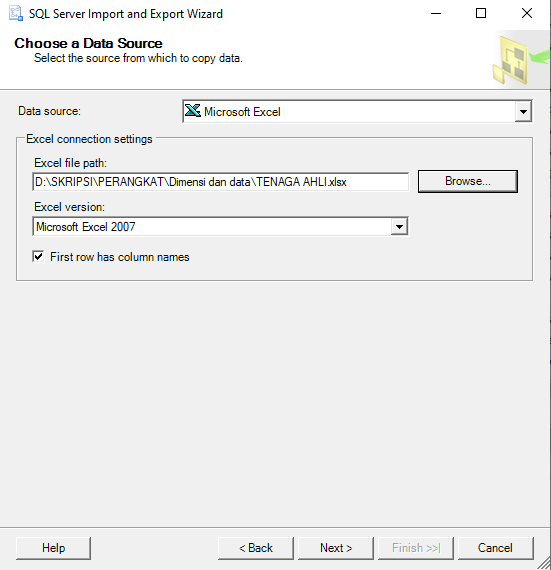 SQL Server Import and Export Wizard
Choose a Data Source
Select the source from which to copy data.
Data source:
Microsoft Excel
Excel connection settings
Excel file path:
D:\SKRIPSI\PERANGKAT\Dimensi dan data\TENAGA AHLI.xlsx
Browse...
Excel version:
Microsoft Excel 2007
First row has column names
Help
< Back
Next >
Finish >>|
Cancel